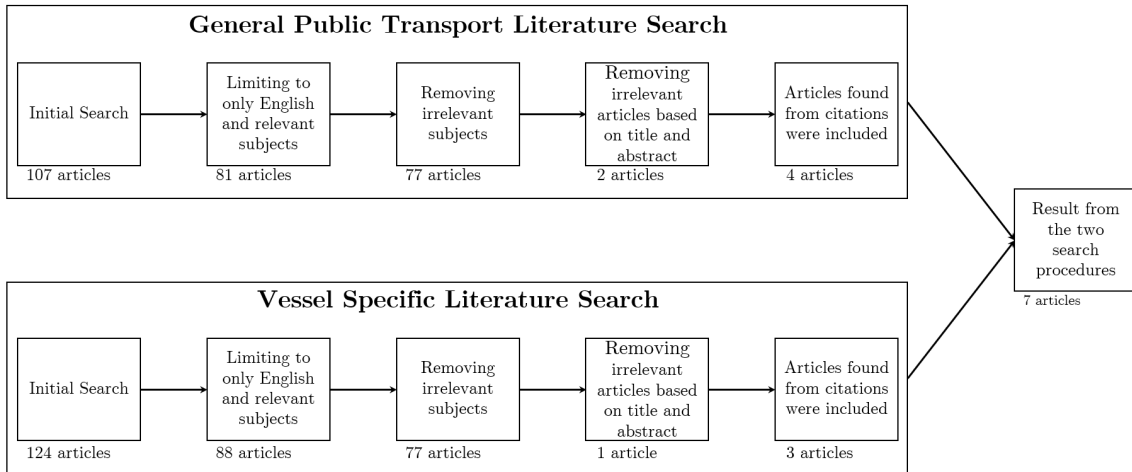 General Public Transport Literature Search
Initial Search
107 articles
Limiting to
only English
and relevant
subjects
81 articles
Removing
irrelevant
subjects
77 articles
Removing
irrelevant
articles based
on title and
abstract
2 articles
Articles found
from citations
were included
4 articles
Result from
the two
search
procedures
7 articles
Vessel Specific Literature Search
Initial Search
124 articles
Limiting to
only English
and relevant
subjects
88 articles
Removing
irrelevant
subjects
77 articles
Removing
irrelevant
articles based
on title and
abstract
1 article
Articles found
from citations
were included
3 articles